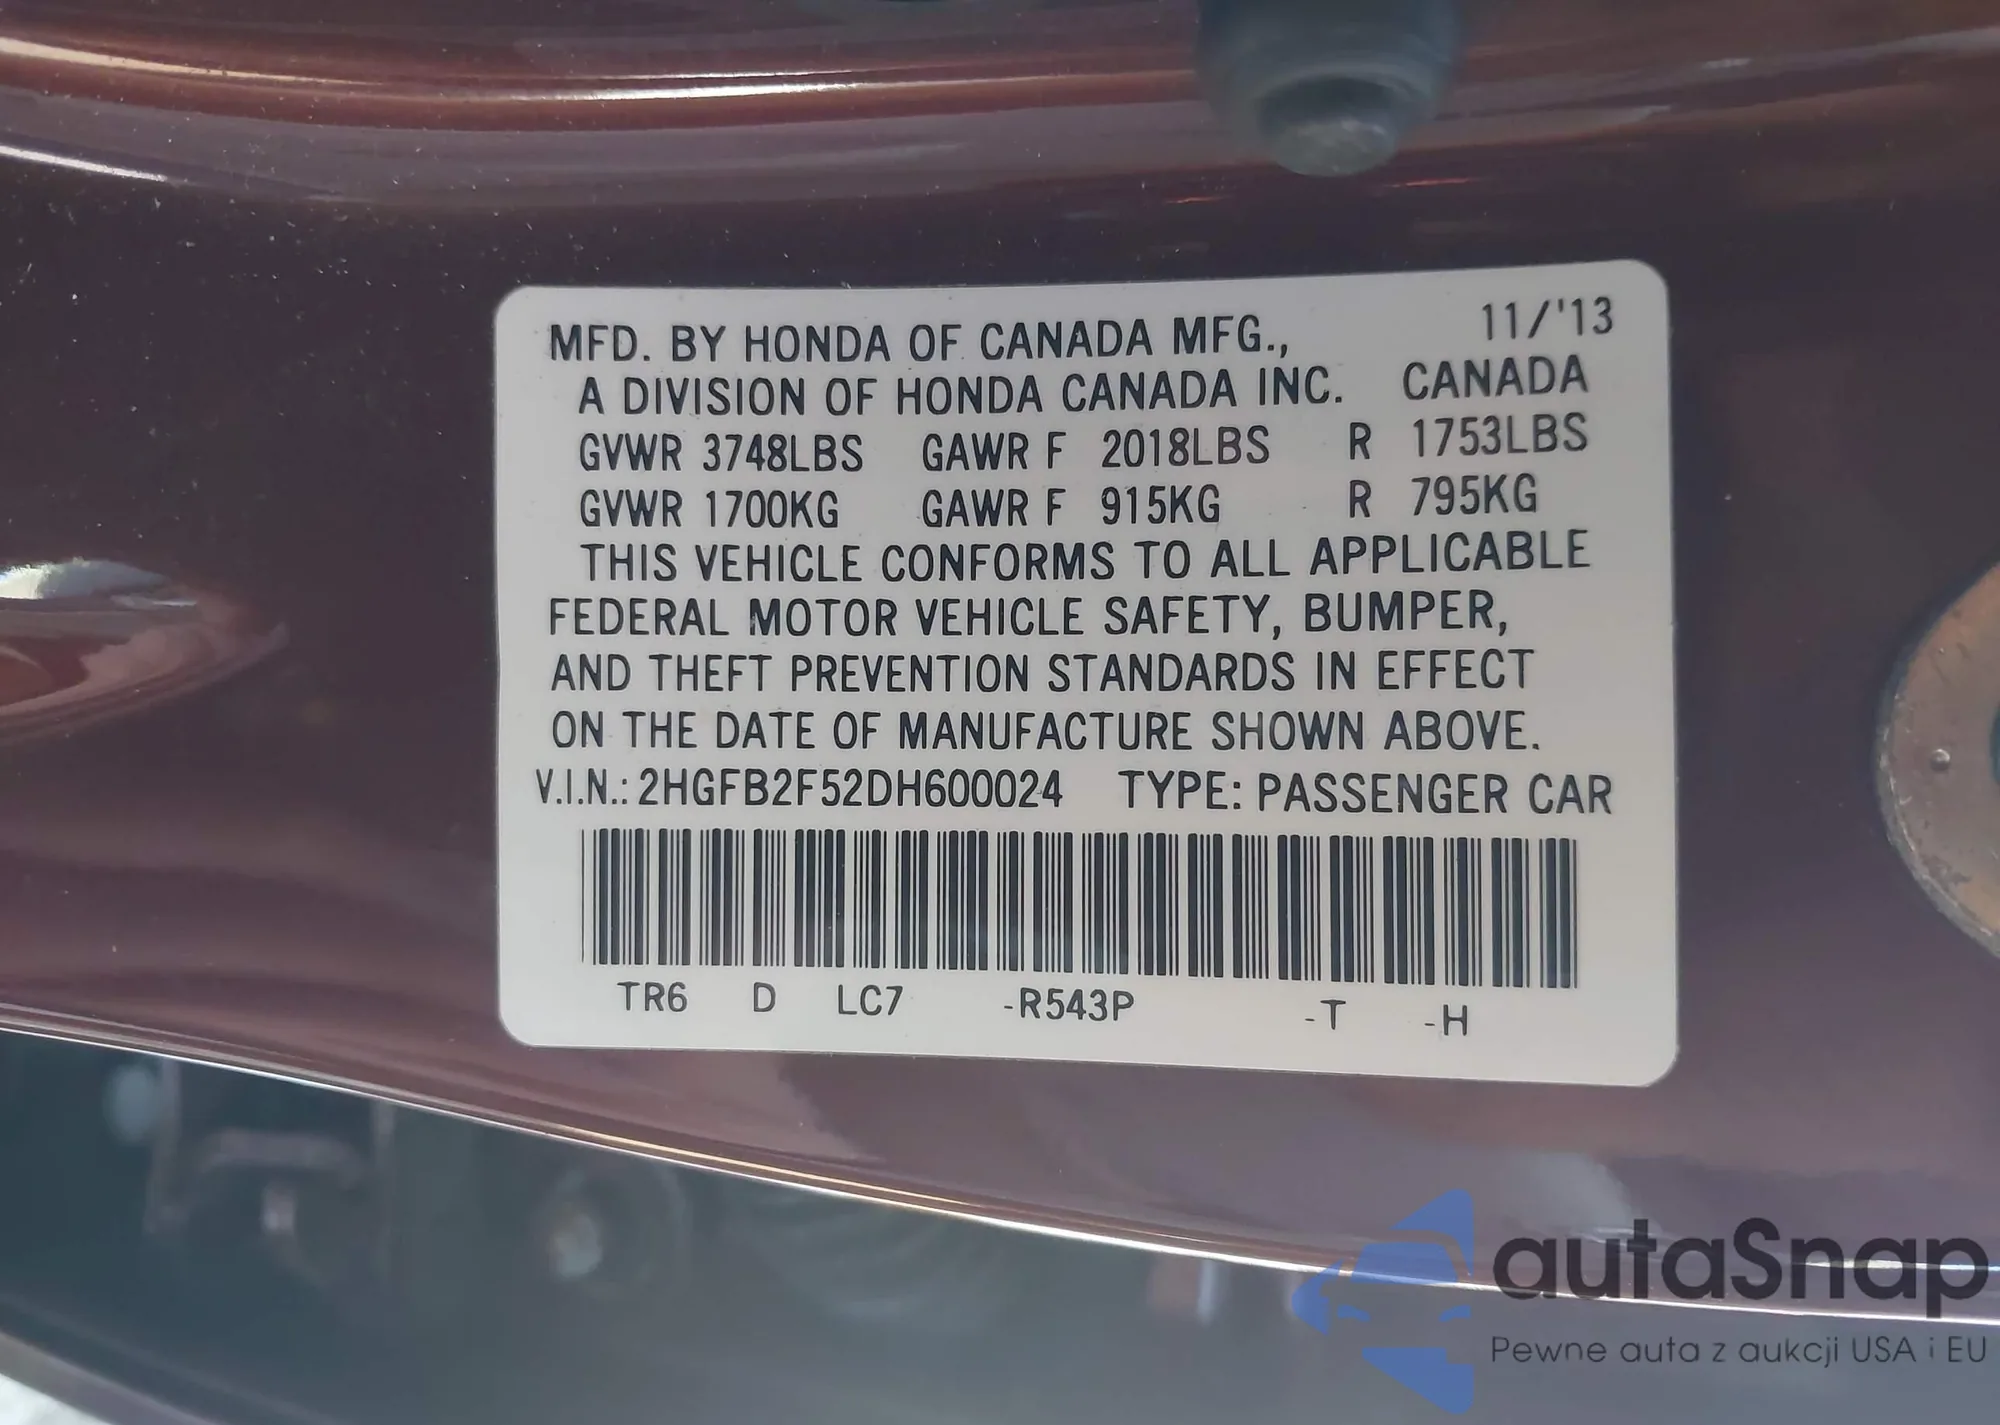 MFD. BY HONDA OF CANADA MFG., 11/'13
A DIVISION OF HONDA CANADA INC. CANADA
GVWR 3748LBS GAWR F 2018LBS R 1753LBS
GVWR 1700KG GAWR F 915KG R 795KG
THIS VEHICLE CONFORMS TO ALL APPLICABLE
FEDERAL MOTOR VEHICLE SAFETY, BUMPER,
AND THEFT PREVENTION STANDARDS IN EFFECT
ON THE DATE OF MANUFACTURE SHOWN ABOVE.
V.I.N.: 2HGFB2F52DH600024 TYPE: PASSENGER CAR
TR6 D LC7 -R543P -T -H
autaSnap
Pewne auta z aukcji USA i EU